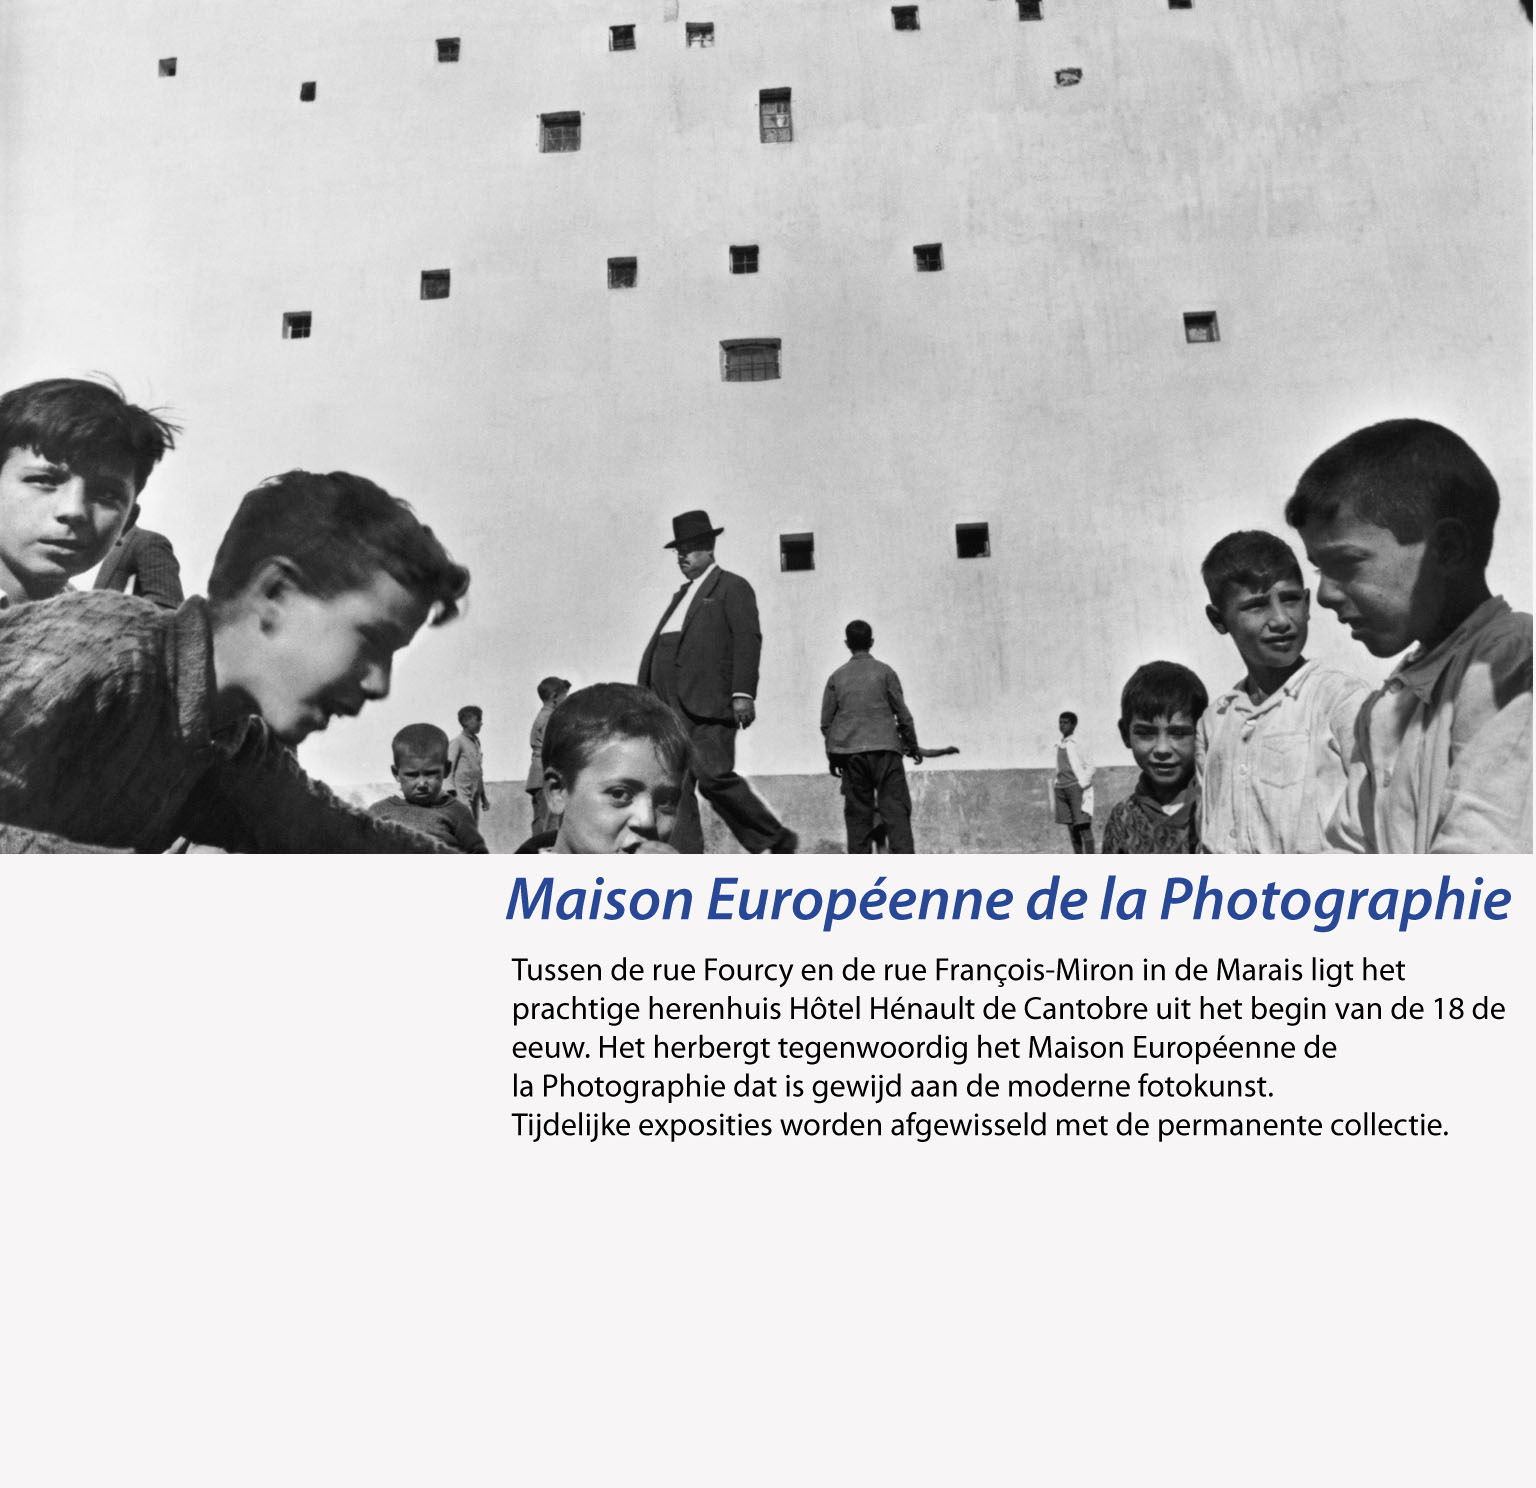 Maison Européenne de la Photographie
Tussen de rue Fourcy en de rue François-Miron in de Marais ligt het
prachtige herenhuis Hôtel Hénault de Cantobre uit het begin van de 18 de
eeuw. Het herbergt tegenwoordig het Maison Européenne de
la Photographie dat is gewijd aan de moderne fotokunst.
Tijdelijke exposities worden afgewisseld met de permanente collectie.